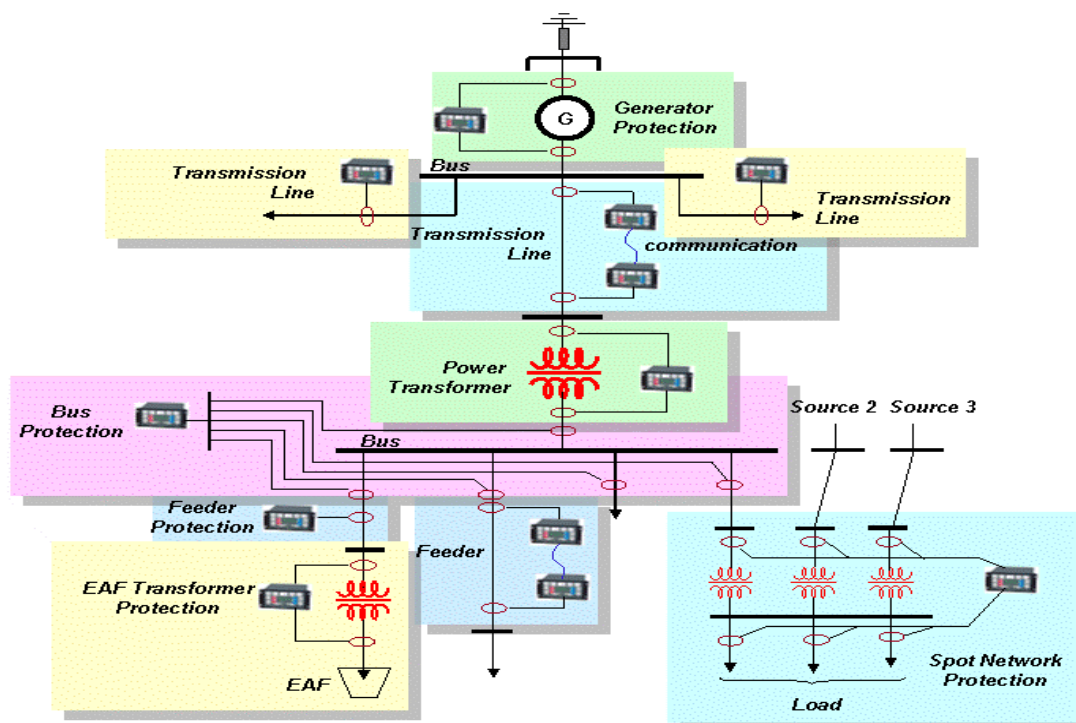 G
Generator
Protection
Bus
Transmission
Line
Transmission
Line
Transmission
Line
communication
Power
Transformer
Bus
Protection
Bus
Source 2
Source 3
Feeder
Protection
Feeder
EAF Transformer
Protection
EAF
Load
Spot Network
Protection